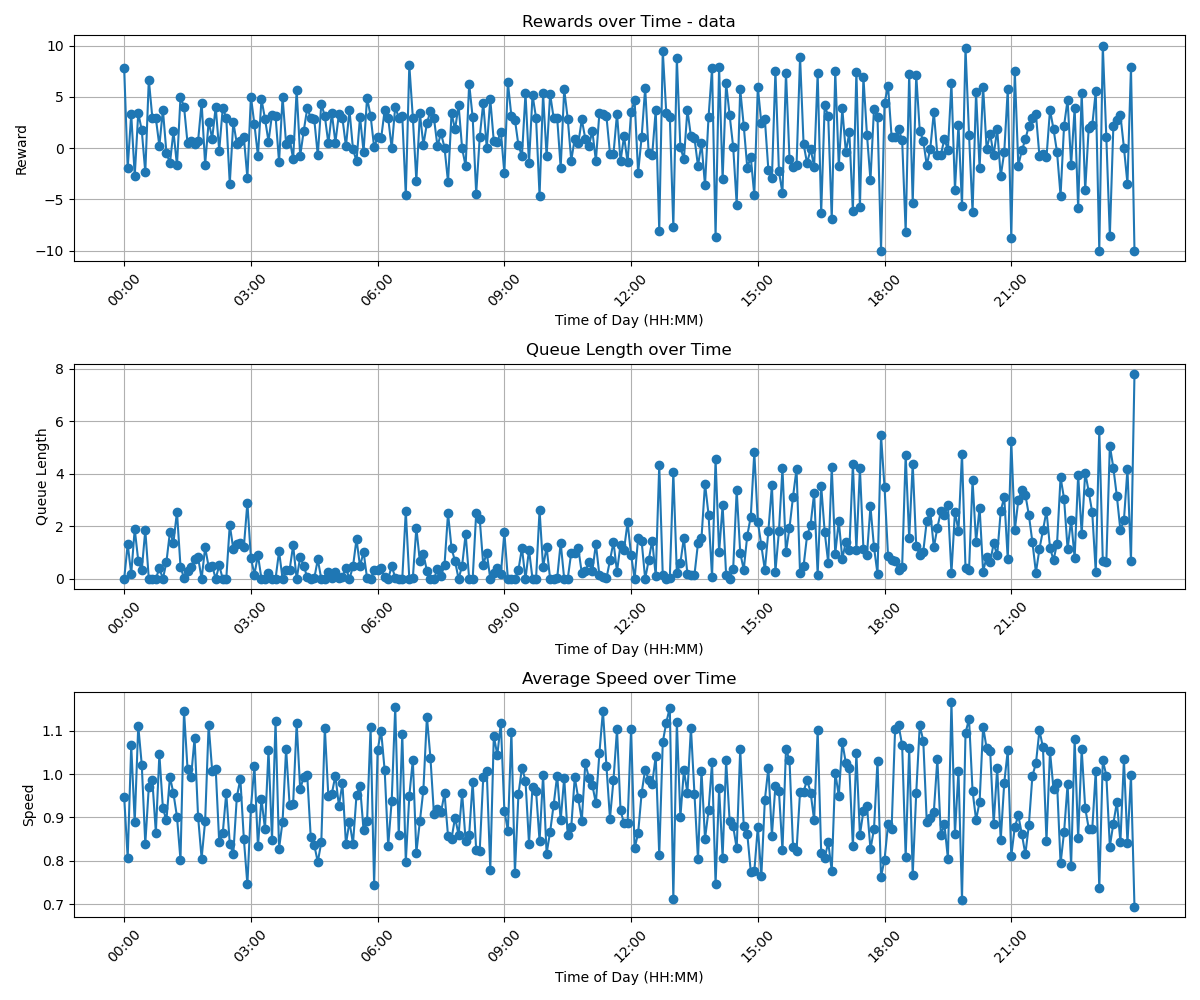 Rewards over Time - data
10
5
0
−5
−10
Reward
00:00 03:00 06:00 09:00 12:00 15:00 18:00 21:00
Time of Day (HH:MM)
Queue Length over Time
8
6
4
2
0
Queue Length
00:00 03:00 06:00 09:00 12:00 15:00 18:00 21:00
Time of Day (HH:MM)
Average Speed over Time
1.1
1.0
0.9
0.8
0.7
Speed
00:00 03:00 06:00 09:00 12:00 15:00 18:00 21:00
Time of Day (HH:MM)